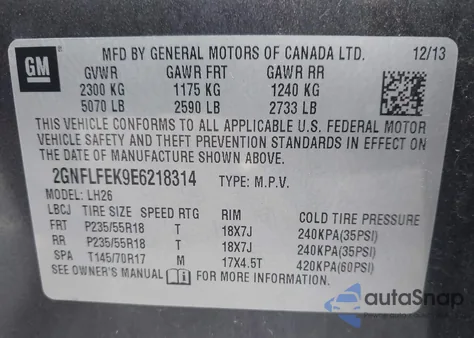 GM
MFD BY GENERAL MOTORS OF CANADA LTD. 12/13
GVWR GAWR FRT GAWR RR
2300 KG 1175 KG 1240 KG
5070 LB 2590 LB 2733 LB
THIS VEHICLE CONFORMS TO ALL APPLICABLE U.S. FEDERAL MOTOR
VEHICLE SAFETY AND THEFT PREVENTION STANDARDS IN EFFECT ON THE
DATE OF MANUFACTURE SHOWN ABOVE.
2GNFLFEK9E6218314 TYPE: M.P.V.
MODEL: LH26
LBCJ TIRE SIZE SPEED RTG RIM COLD TIRE PRESSURE
FRT P235/55R18 T 18X7J 240KPA(35PSI)
RR P235/55R18 T 18X7J 240KPA(35PSI)
SPA T145/70R17 M 17X4.5T 420KPA(60PSI)
SEE OWNER'S MANUAL FOR MORE INFORMATION.
autoSnap